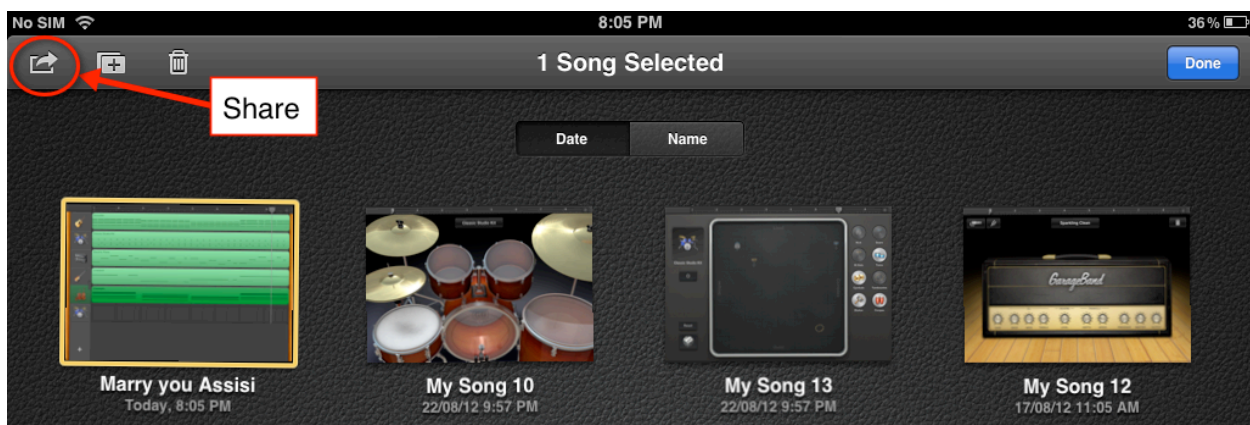 No SIM 8:05 PM 36%
1 Song Selected Done
Share
Date Name
GarageBand
Marry you Assisi My Song 10 My Song 13 My Song 12
Today, 8:05 PM 22/08/12 9:57 PM 22/08/12 9:57 PM 17/08/12 11:05 AM